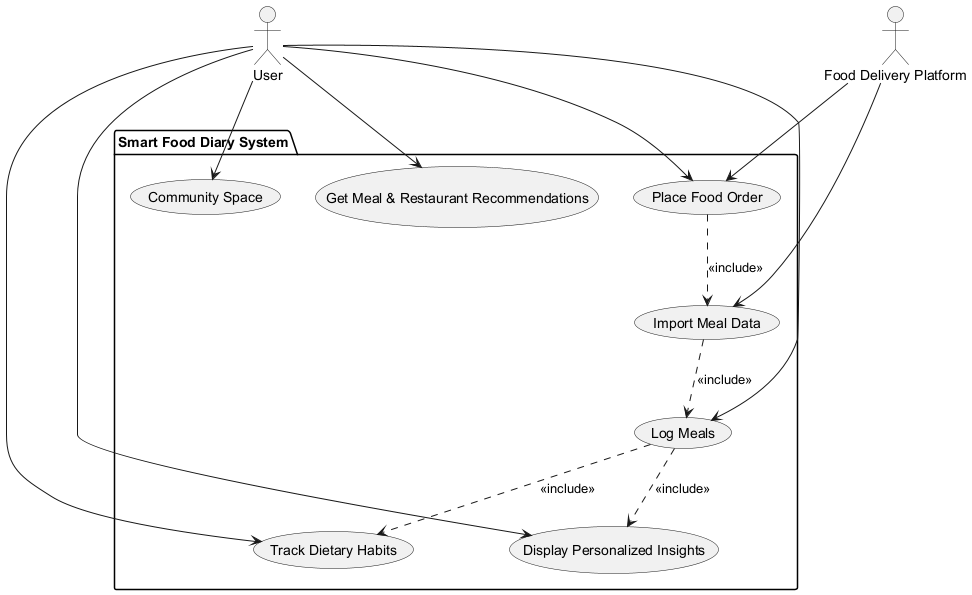 User
Food Delivery Platform
Smart Food Diary System
Community Space
Get Meal & Restaurant Recommendations
Place Food Order
«include»
Import Meal Data
«include»
Log Meals
«include»
«include»
Track Dietary Habits
Display Personalized Insights